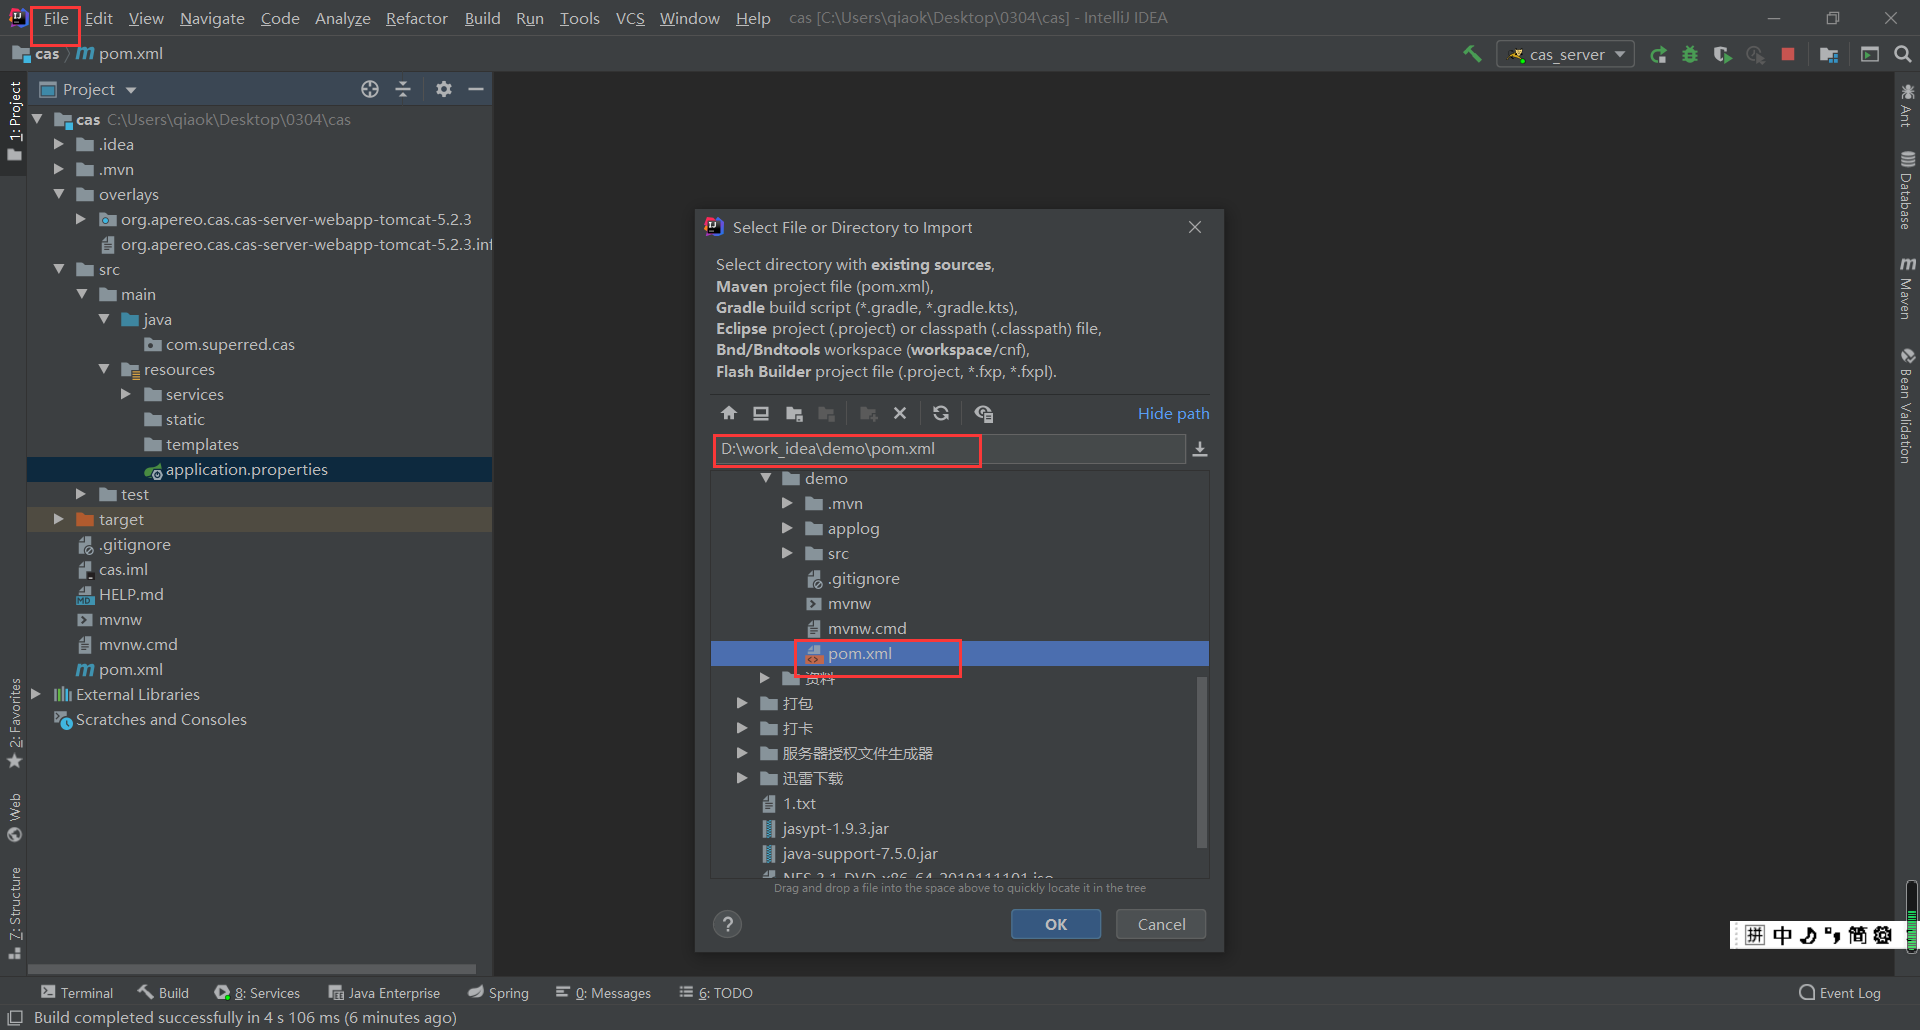 File Edit View Navigate Code Analyze Refactor Build Run Tools VCS Window Help cas [C:\Users\qiaok\Desktop\0304\cas] - IntelliJ IDEA
cas pom.xml
cas_server
Project
cas C:\Users\qiaok\Desktop\0304\cas
.idea
.mvn
overlays
org.apereo.cas.cas-server-webapp-tomcat-5.2.3
org.apereo.cas.cas-server-webapp-tomcat-5.2.3.inf
src
main
java
com.superred.cas
resources
services
static
templates
application.properties
test
target
.gitignore
cas.iml
HELP.md
mvnw
mvnw.cmd
pom.xml
External Libraries
Scratches and Consoles
1: Project
2: Favorites
Web
7: Structure
Select File or Directory to Import
Select directory with existing sources,
Maven project file (pom.xml),
Gradle build script (*.gradle, *.gradle.kts),
Eclipse project (.project) or classpath (.classpath) file,
Bnd/Bndtools workspace (workspace/cnf),
Flash Builder project file (.project, *.fxp, *.fxpl).
Hide path
D:\work_idea\demo\pom.xml
demo
.mvn
applog
src
.gitignore
mvnw
mvnw.cmd
pom.xml
资料
打包
打卡
服务器授权文件生成器
迅雷下载
1.txt
jasypt-1.9.3.jar
java-support-7.5.0.jar
NFS-3.1-DVD-x86-64-2019111101.iso
Drag and drop a file into the space above to quickly locate it in the tree
? OK Cancel
Ant
Database
Maven
Bean Validation
拼 中 简
Terminal Build 8: Services Java Enterprise Spring 0: Messages 6: TODO Event Log
Build completed successfully in 4 s 106 ms (6 minutes ago)